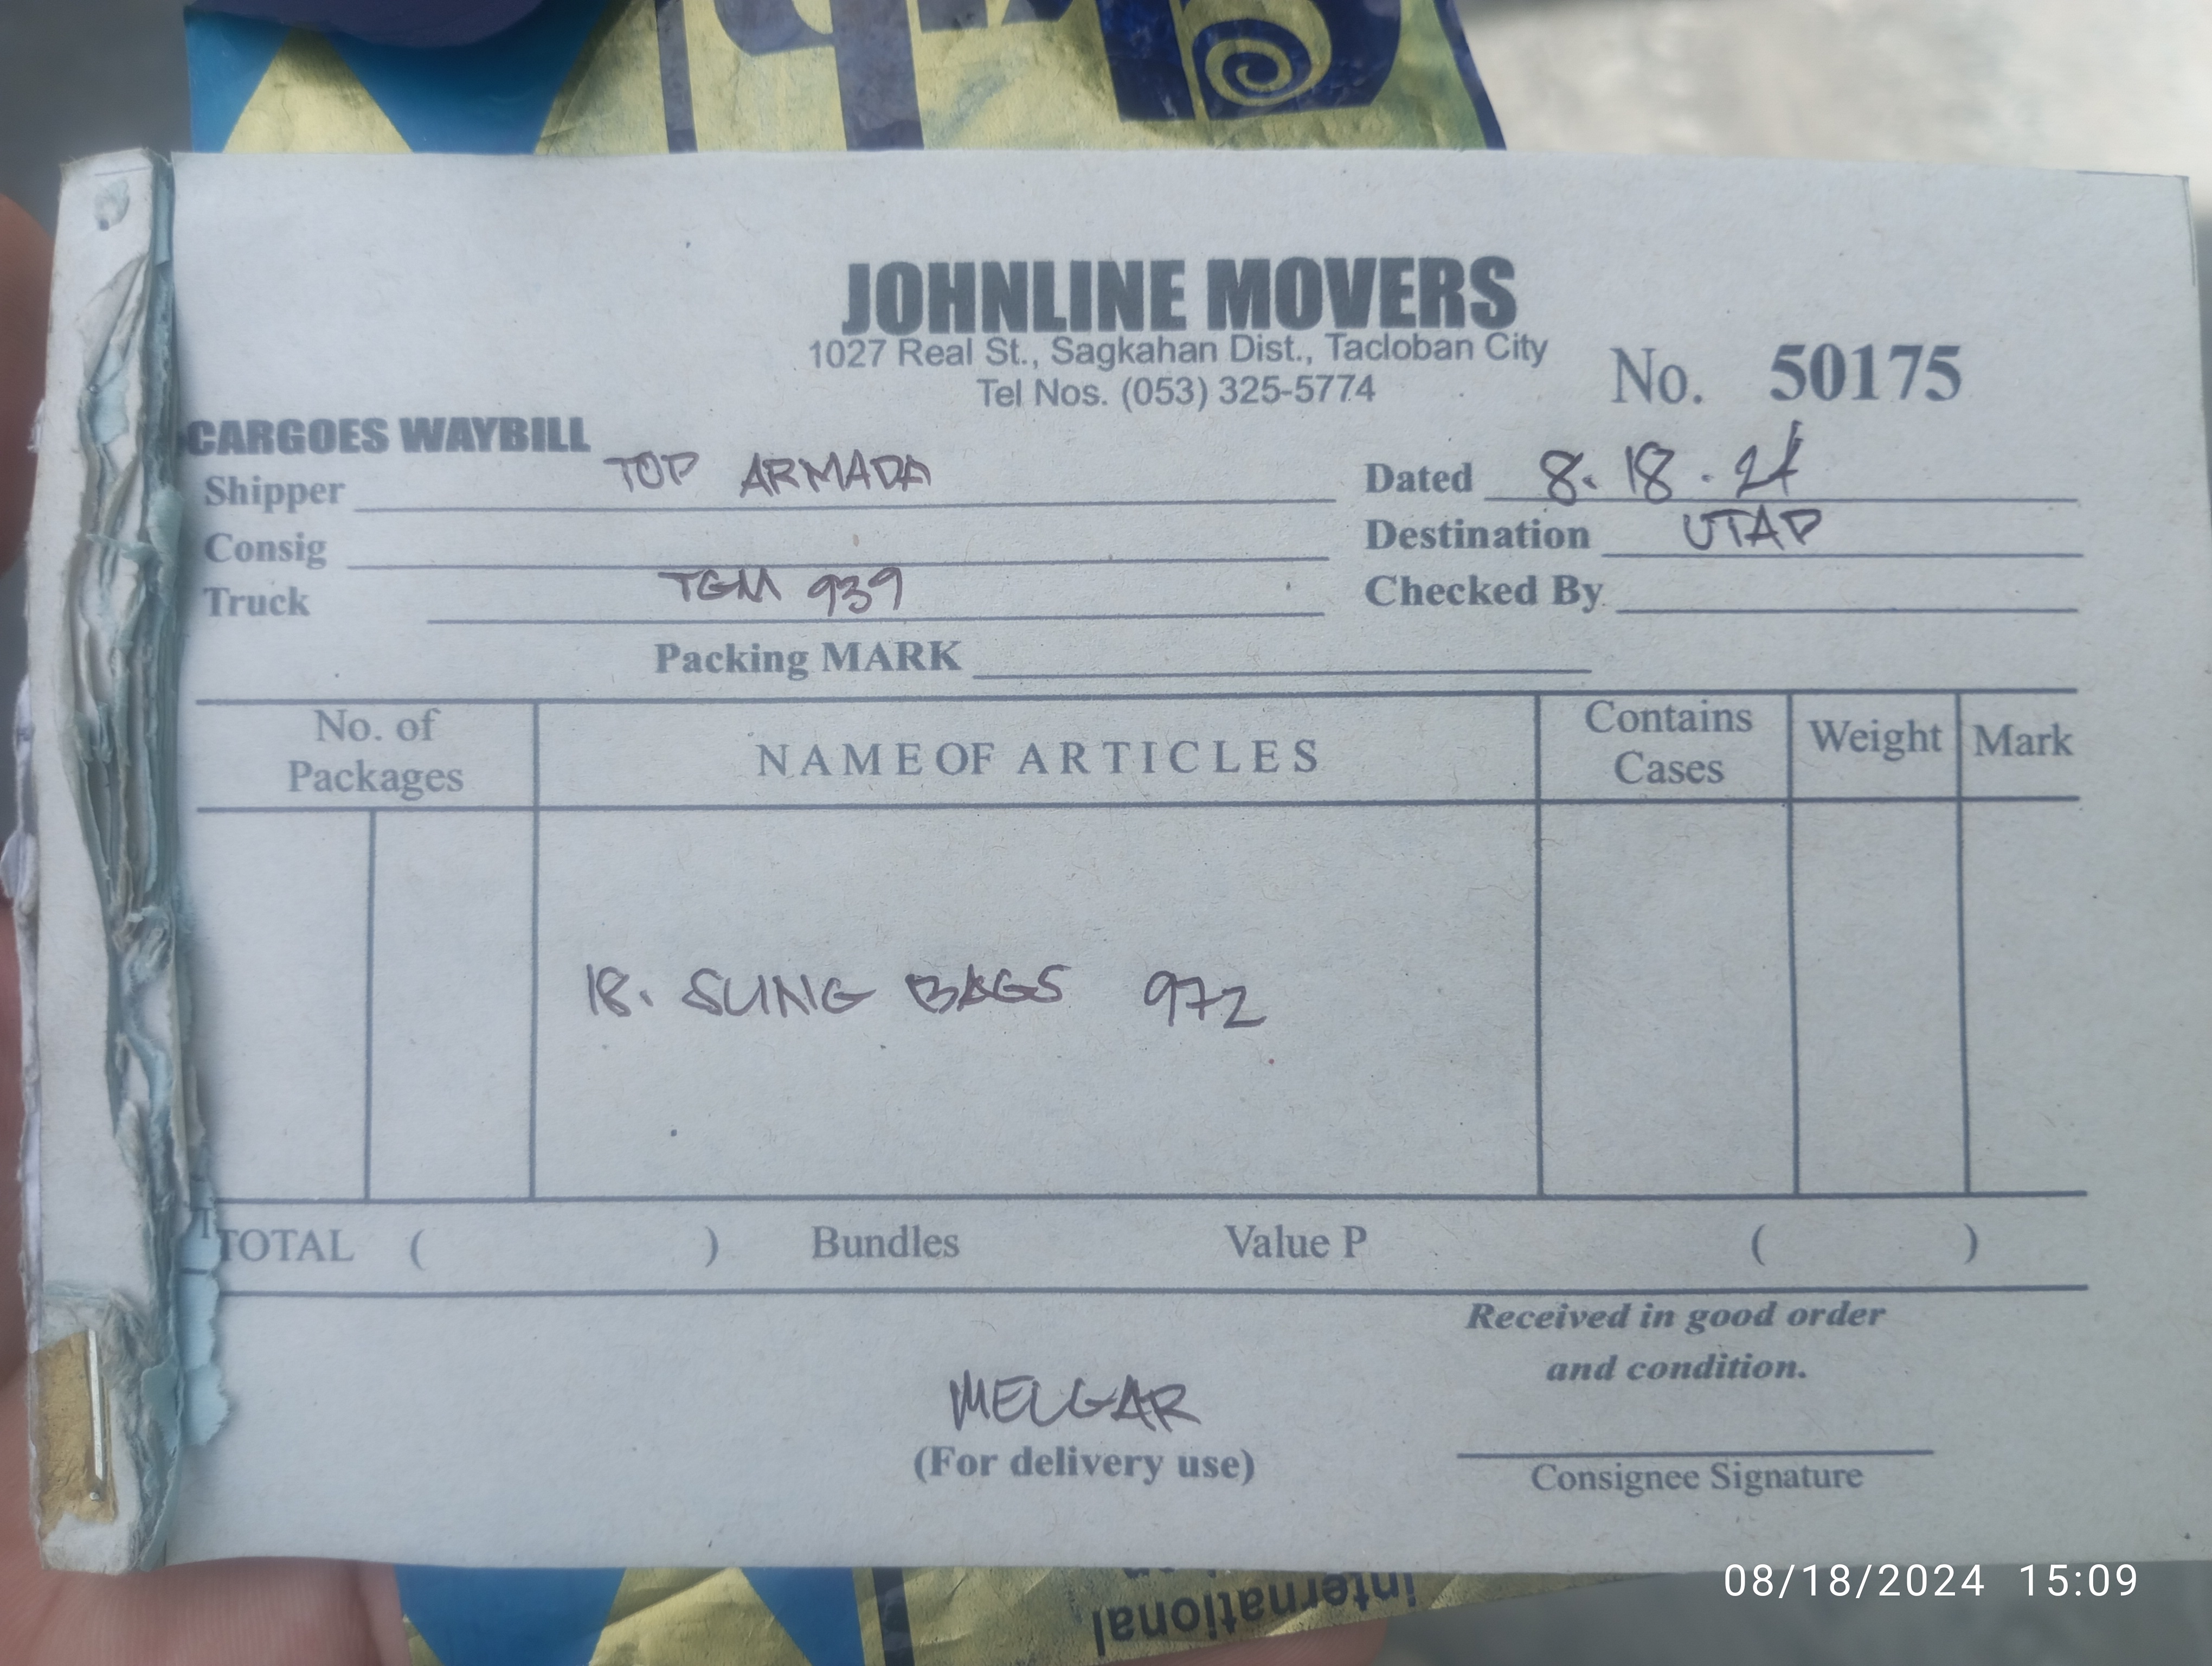 JOHNLINE MOVERS
1027 Real St., Sagkahan Dist., Tacloban City
Tel Nos. (053) 325-5774
No. 50175
CARGOES WAYBILL
Shipper TOP ARMADA
Dated 8.18.24
Consig
Destination UTAP
Truck TGM 939
Checked By
Packing MARK
No. of Packages NAME OF ARTICLES Contains Cases Weight Mark
18. SLING BAGS 972
TOTAL ( ) Bundles Value P ( )
Received in good order
and condition.
MELGAR
(For delivery use)
Consignee Signature
08/18/2024 15:09
international